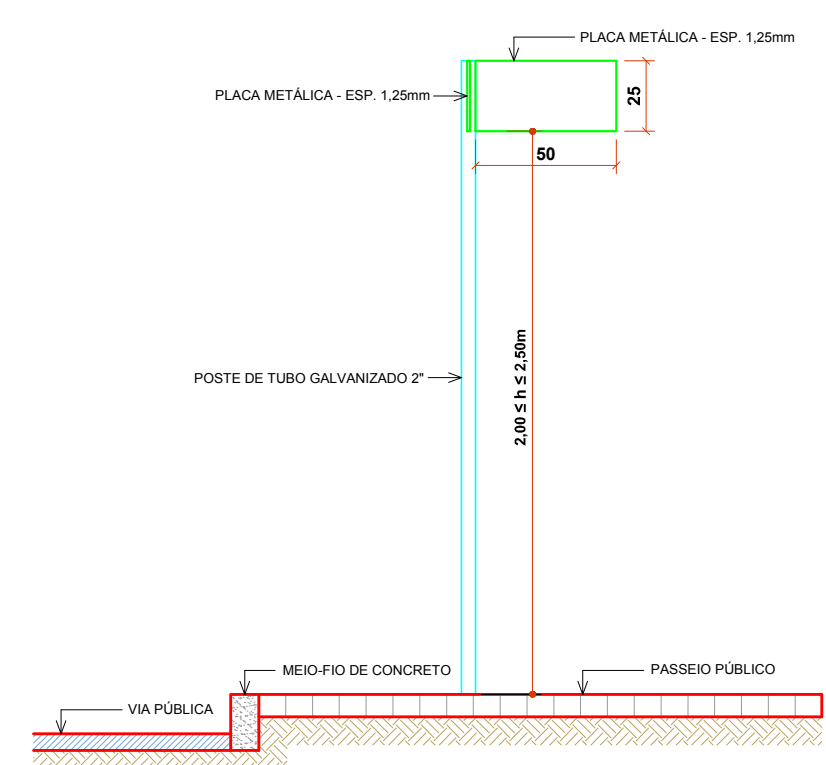 PLACA METÁLICA - ESP. 1,25mm
PLACA METÁLICA - ESP. 1,25mm
25
50
2,00 ≤ h ≤ 2,50m
POSTE DE TUBO GALVANIZADO 2"
MEIO-FIO DE CONCRETO
PASSEIO PÚBLICO
VIA PÚBLICA